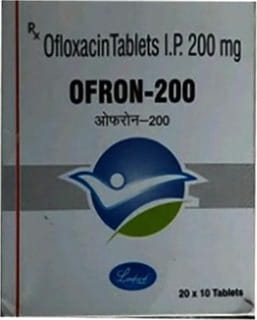 Rx Ofloxacin Tablets I.P. 200 mg
OFRON-200
ओफरोन-200
20 x 10 Tablets